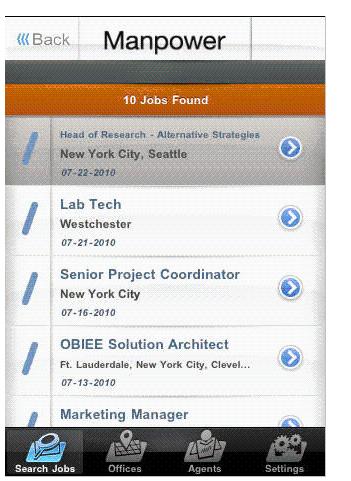 Back
Manpower
10 Jobs Found
Head of Research - Alternative Strategies
New York City, Seattle
07-22-2010
Lab Tech
Westchester
07-21-2010
Senior Project Coordinator
New York City
07-16-2010
OBIEE Solution Architect
Ft. Lauderdale, New York City, Clevel...
07-13-2010
Marketing Manager
Search Jobs
Offices
Agents
Settings